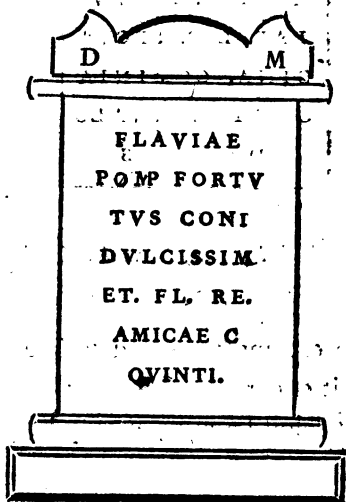 D M
FLAVIAE
POMP FORTV
TVS CONI
DVLCISSIM
ET. FL. RE.
AMICAE C
QVINTI.